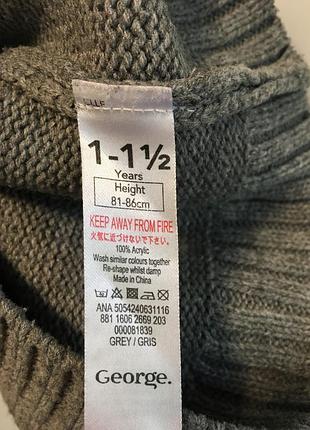 1-1½
Years
Height
81-86cm
KEEP AWAY FROM FIRE
火気に近づけないで下さい。
100% Acrylic
Wash similar colours together
Re-shape whilst damp
Made in China
ANA 5054240631116
881 1606 2669 203
000081839
GREY / GRIS
George.